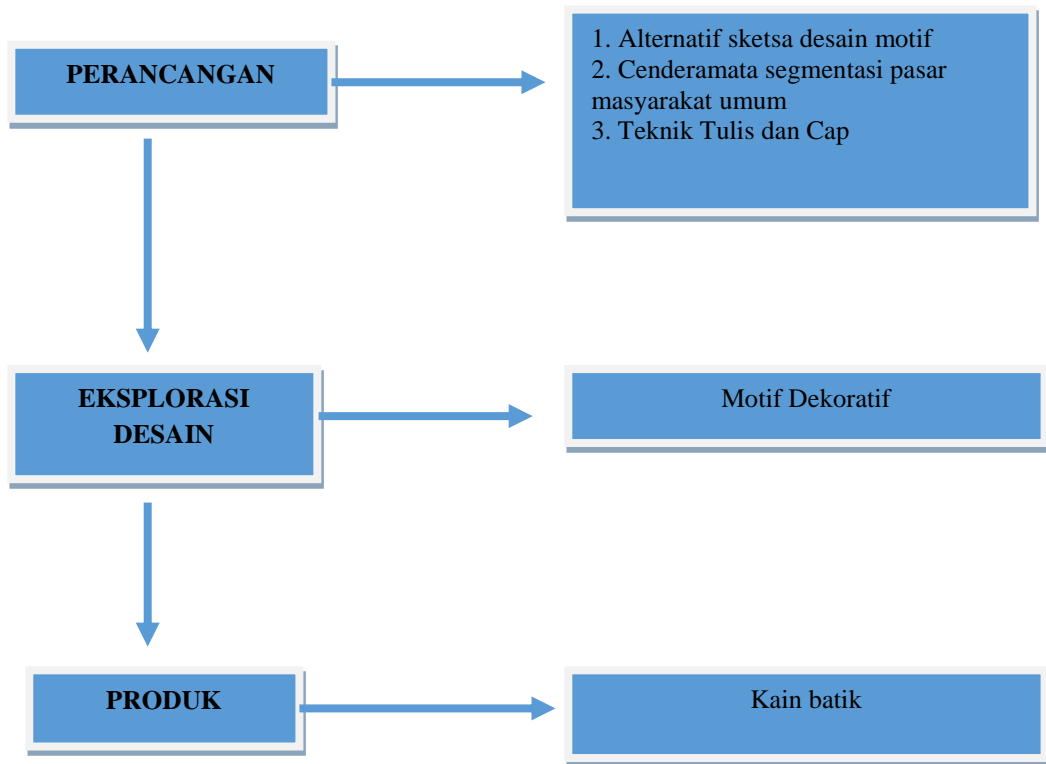 PERANCANGAN
1. Alternatif sketsa desain motif
2. Cenderamata segmentasi pasar
masyarakat umum
3. Teknik Tulis dan Cap
EKSPLORASI
DESAIN
Motif Dekoratif
PRODUK
Kain batik